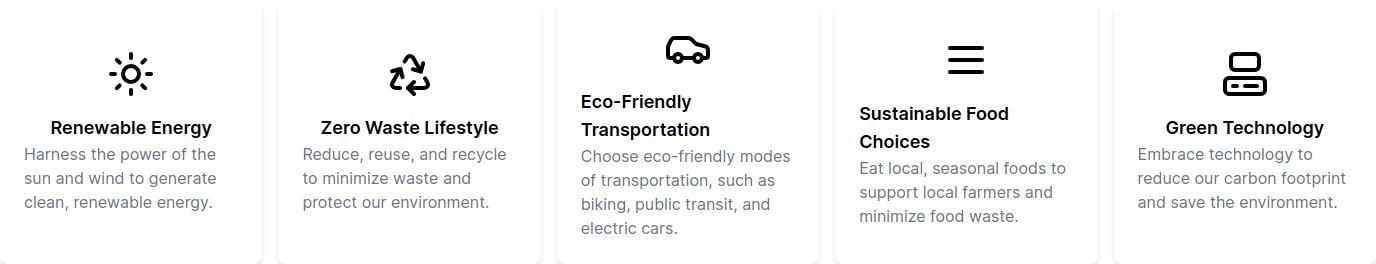 Renewable Energy
Harness the power of the
sun and wind to generate
clean, renewable energy.
Zero Waste Lifestyle
Reduce, reuse, and recycle
to minimize waste and
protect our environment.
Eco-Friendly
Transportation
Choose eco-friendly modes
of transportation, such as
biking, public transit, and
electric cars.
Sustainable Food
Choices
Eat local, seasonal foods to
support local farmers and
minimize food waste.
Green Technology
Embrace technology to
reduce our carbon footprint
and save the environment.